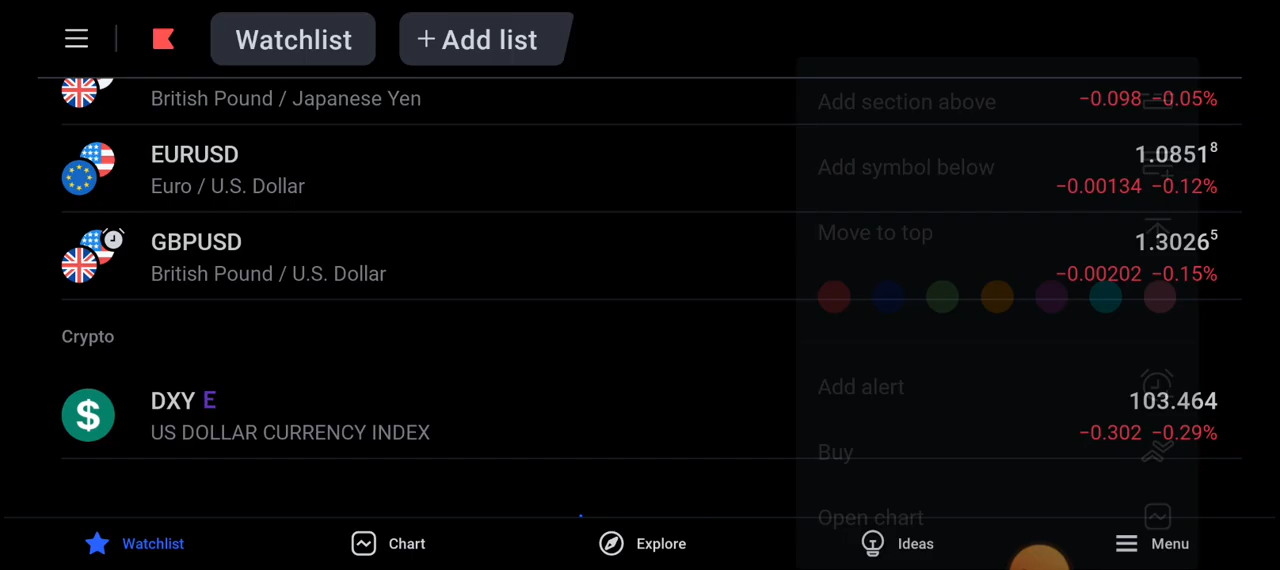 Watchlist
+ Add list
British Pound / Japanese Yen
−0.098 −0.05%
Add section above
EURUSD
1.08518
Euro / U.S. Dollar
−0.00134 −0.12%
Add symbol below
GBPUSD
1.30265
British Pound / U.S. Dollar
−0.00202 −0.15%
Move to top
Crypto
DXY E
103.464
US DOLLAR CURRENCY INDEX
−0.302 −0.29%
Add alert
Buy
Open chart
Watchlist
Chart
Explore
Ideas
Menu